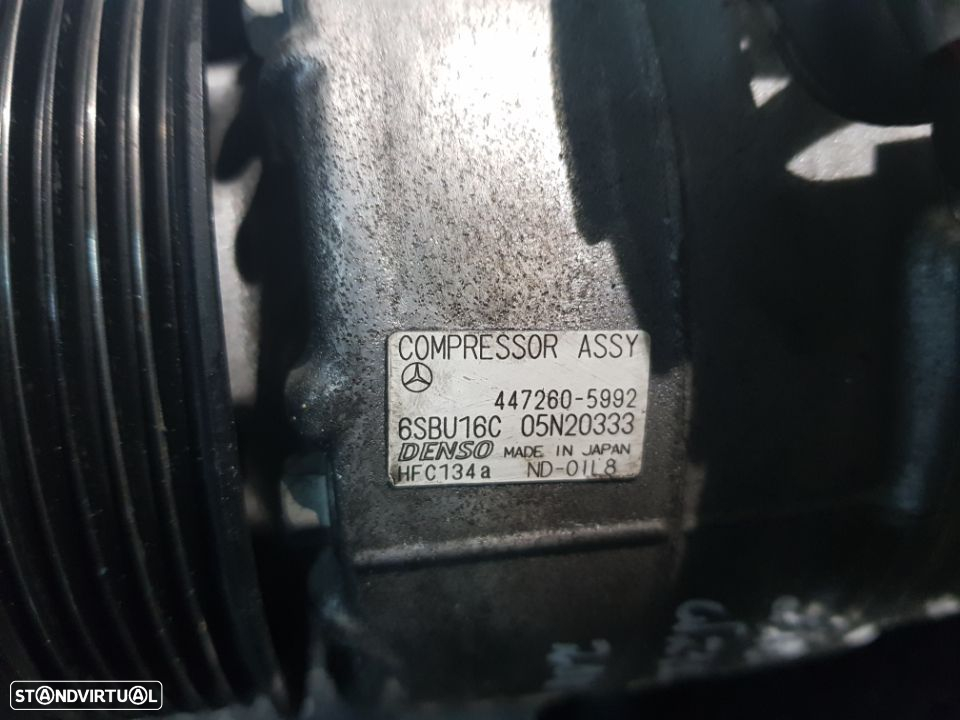 COMPRESSOR ASSY
447260-5992
6SBU16C 05N20333
DENSO MADE IN JAPAN
HFC134a ND-OIL8
STANDVIRTUAL